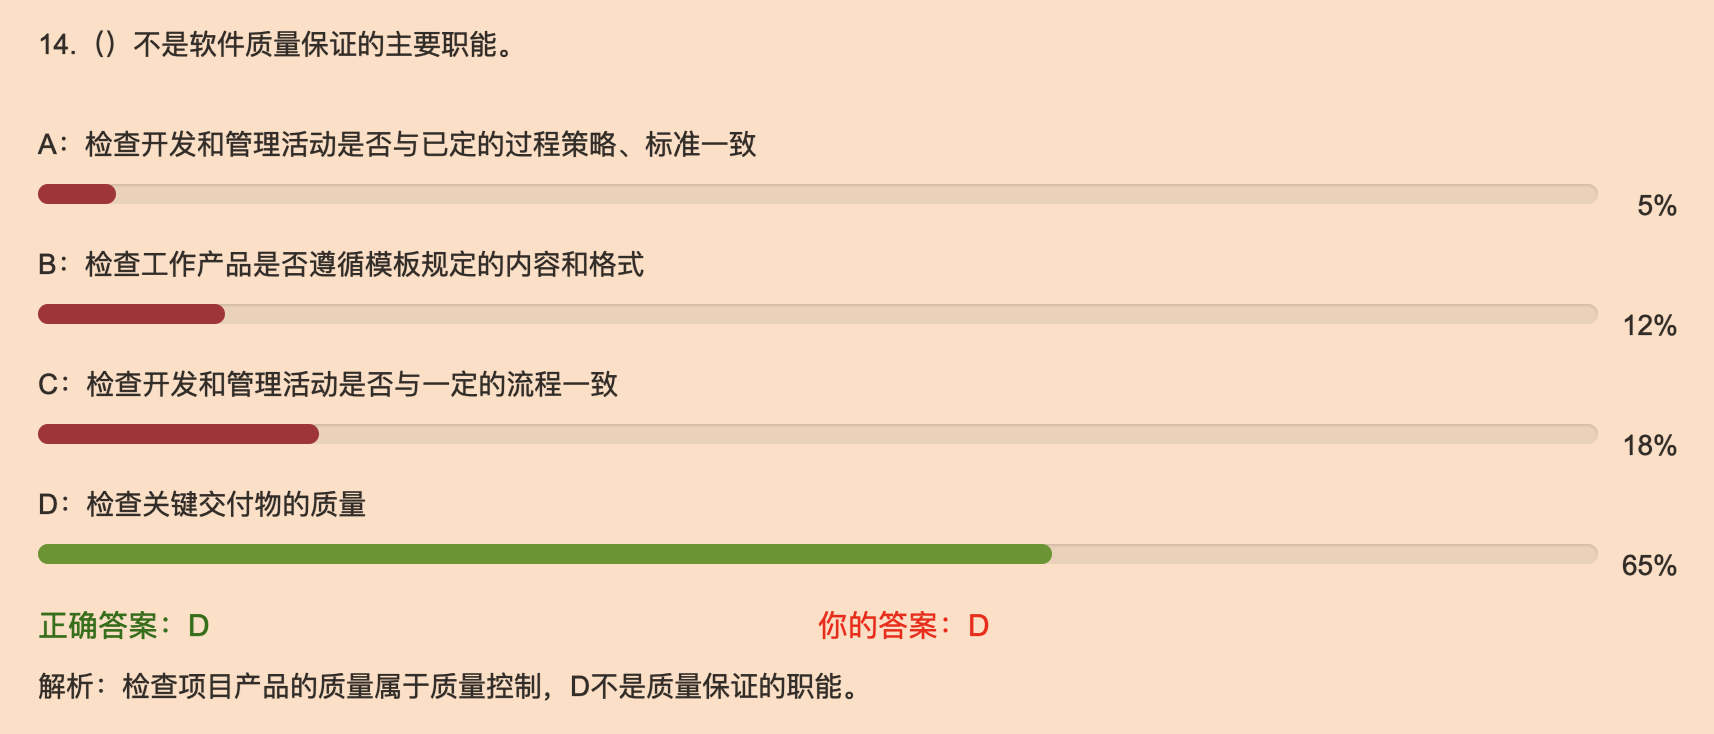 14.（）不是软件质量保证的主要职能。
A：检查开发和管理活动是否与已定的过程策略、标准一致
5%
B：检查工作产品是否遵循模板规定的内容和格式
12%
C：检查开发和管理活动是否与一定的流程一致
18%
D：检查关键交付物的质量
65%
正确答案：D 你的答案：D
解析：检查项目产品的质量属于质量控制，D不是质量保证的职能。